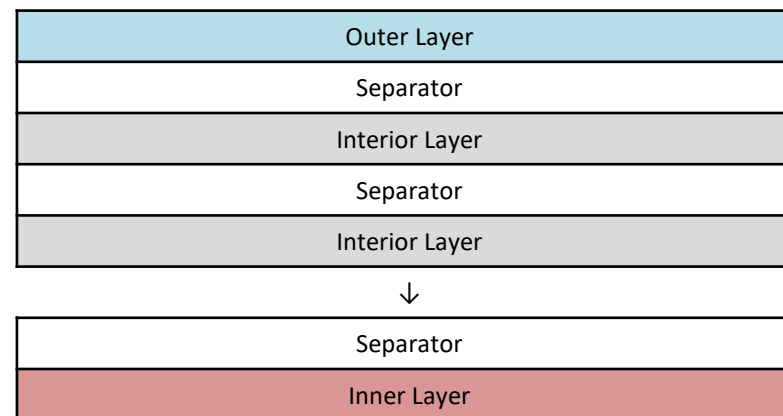 Outer Layer
Separator
Interior Layer
Separator
Interior Layer
↓
Separator
Inner Layer